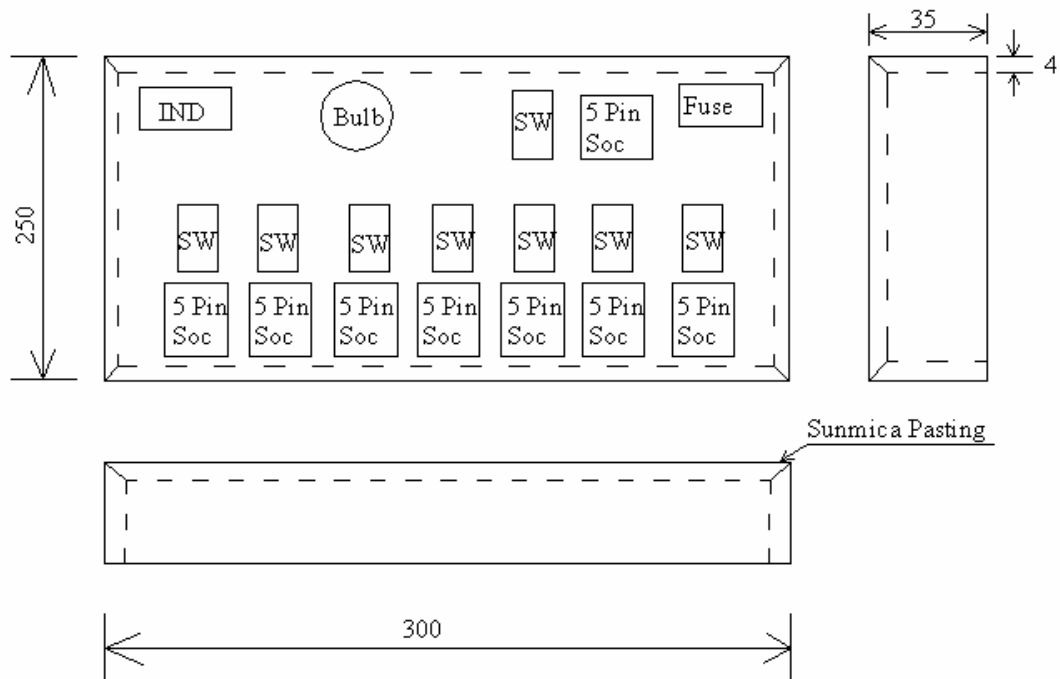 35
4
IND
Bulb
SW
5 Pin
Soc
Fuse
250
SW
SW
SW
SW
SW
SW
SW
5 Pin
Soc
5 Pin
Soc
5 Pin
Soc
5 Pin
Soc
5 Pin
Soc
5 Pin
Soc
5 Pin
Soc
Sunmica Pasting
300